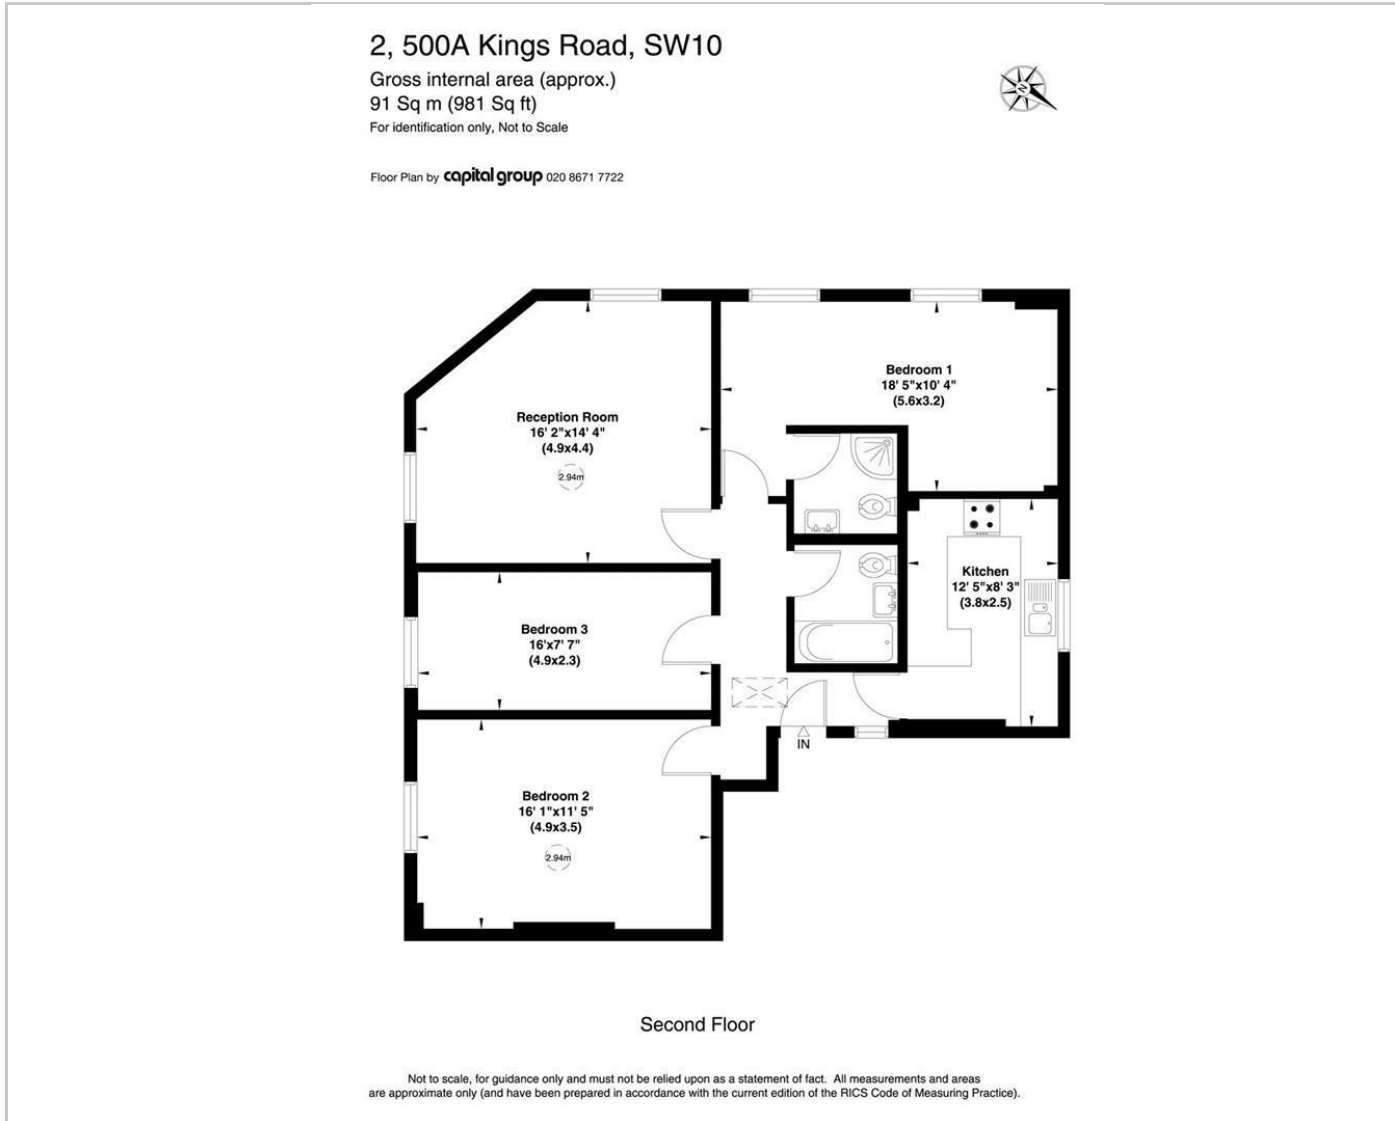 2, 500A Kings Road, SW10
Gross internal area (approx.)
91 Sq m (981 Sq ft)
For identification only, Not to Scale
N
Floor Plan by capital group 020 8671 7722
Bedroom 1
18' 5"x10' 4"
(5.6x3.2)
Reception Room
16' 2"x14' 4"
(4.9x4.4)
2.94m
Kitchen
12' 5"x8' 3"
(3.8x2.5)
Bedroom 3
16'x7' 7"
(4.9x2.3)
IN
Bedroom 2
16' 1"x11' 5"
(4.9x3.5)
2.94m
Second Floor
Not to scale, for guidance only and must not be relied upon as a statement of fact. All measurements and areas
are approximate only (and have been prepared in accordance with the current edition of the RICS Code of Measuring Practice).